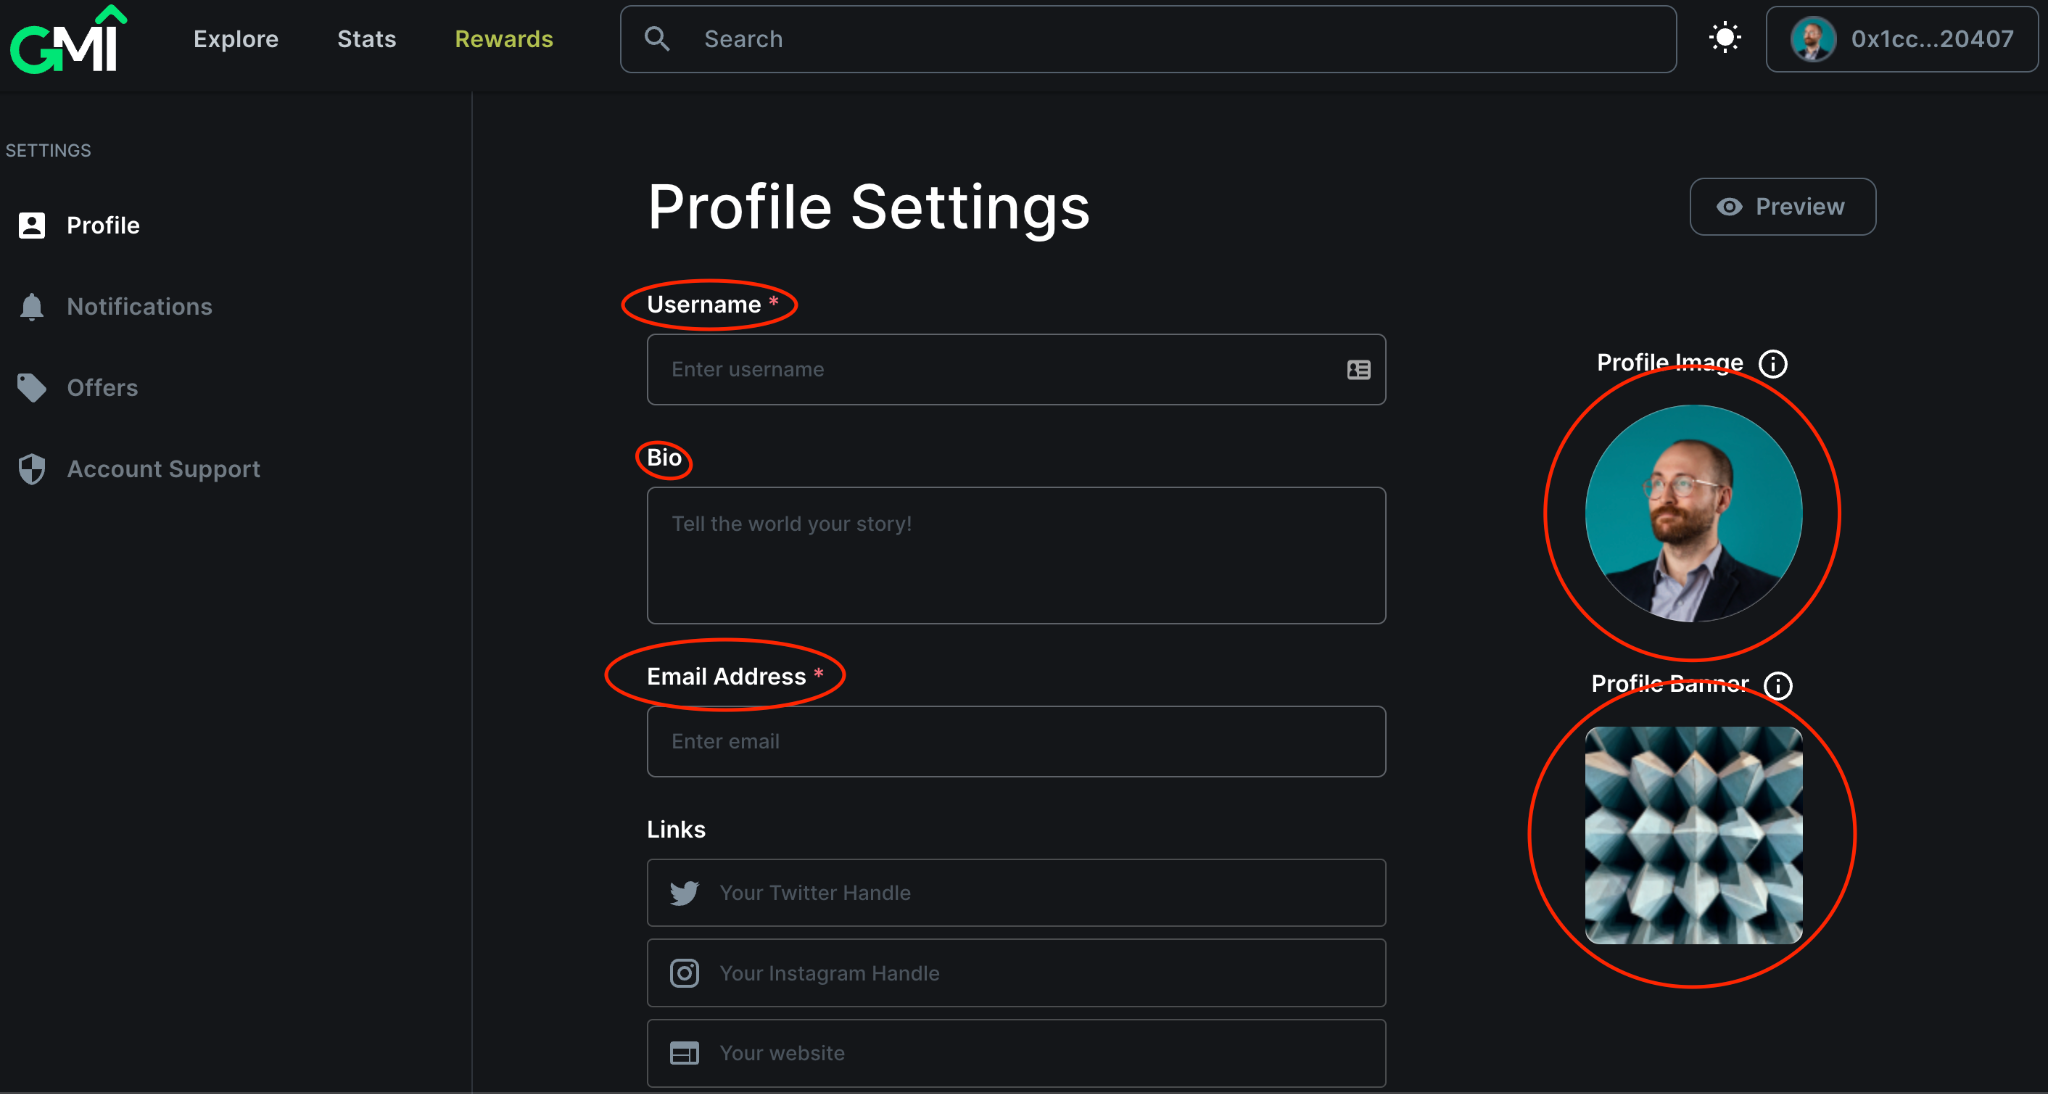 GMI
Explore
Stats
Rewards
Search
0x1cc...20407
SETTINGS
Profile
Notifications
Offers
Account Support
Profile Settings
Preview
Username *
Enter username
Bio
Tell the world your story!
Email Address *
Enter email
Links
Your Twitter Handle
Your Instagram Handle
Your website
Profile Image
Profile Banner